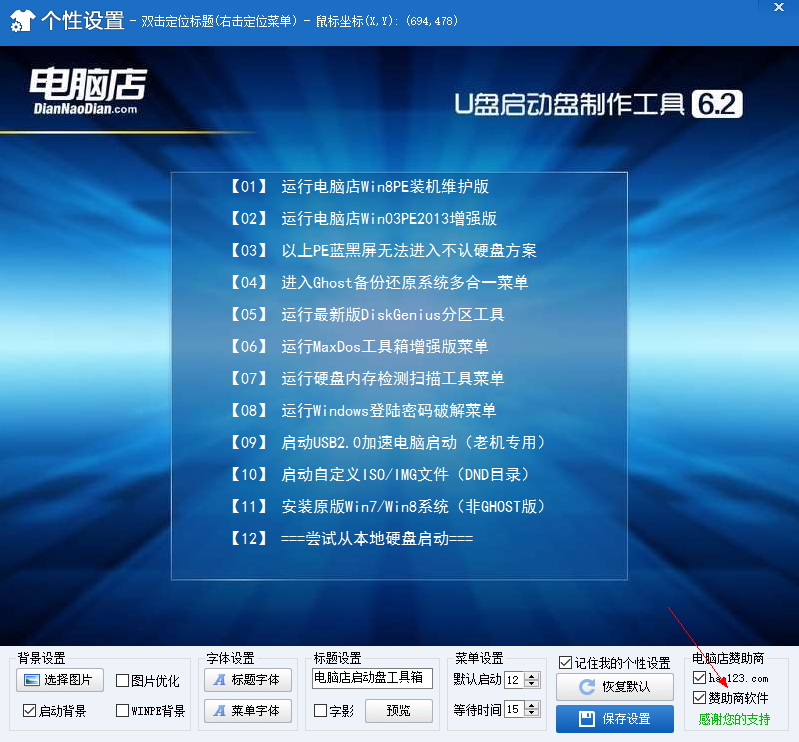 个性设置 - 双击定位标题(右击定位菜单) - 鼠标坐标(X,Y): (694,478)
电脑店
DianNaoDian.com
U盘启动盘制作工具 6.2
【01】 运行电脑店Win8PE装机维护版
【02】 运行电脑店Win03PE2013增强版
【03】 以上PE蓝黑屏无法进入不认硬盘方案
【04】 进入Ghost备份还原系统多合一菜单
【05】 运行最新版DiskGenius分区工具
【06】 运行MaxDos工具箱增强版菜单
【07】 运行硬盘内存检测扫描工具菜单
【08】 运行Windows登陆密码破解菜单
【09】 启动USB2.0加速电脑启动（老机专用）
【10】 启动自定义ISO/IMG文件（DND目录）
【11】 安装原版Win7/Win8系统（非GHOST版）
【12】 ===尝试从本地硬盘启动===
背景设置
选择图片 图片优化
启动背景 WINPE背景
字体设置
标题字体
菜单字体
标题设置
电脑店启动盘工具箱
字影 预览
菜单设置
默认启动 12
等待时间 15
记住我的个性设置
恢复默认
保存设置
电脑店赞助商
hao123.com
赞助商软件
感谢您的支持